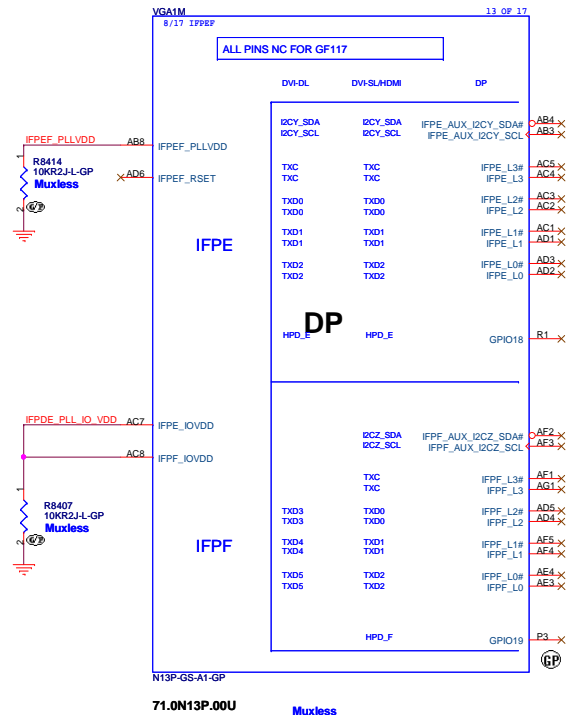 VGA1M 13 OF 17
8/17 IFPEF
ALL PINS NC FOR GF117
DVI-DL DVI-SL/HDMI DP
I2CY_SDA I2CY_SDA IFPE_AUX_I2CY_SDA# AB4
I2CY_SCL I2CY_SCL IFPE_AUX_I2CY_SCL AB3
IFPEF_PLLVDD AB8 IFPEF_PLLVDD
1
R8414
10KR2J-L-GP
Muxless
2
G/P
AD6 IFPEF_RSET
TXC TXC IFPE_L3# AC5
TXC TXC IFPE_L3 AC4
TXD0 TXD0 IFPE_L2# AC3
TXD0 TXD0 IFPE_L2 AC2
TXD1 TXD1 IFPE_L1# AC1
TXD1 TXD1 IFPE_L1 AD1
IFPE
TXD2 TXD2 IFPE_L0# AD3
TXD2 TXD2 IFPE_L0 AD2
DP
HPD_E HPD_E GPIO18 R1
IFPDE_PLL_IO_VDD AC7 IFPE_IOVDD
AC8 IFPF_IOVDD
1
R8407
10KR2J-L-GP
Muxless
2
G/P
I2CZ_SDA IFPF_AUX_I2CZ_SDA# AF2
I2CZ_SCL IFPF_AUX_I2CZ_SCL AF3
TXC IFPF_L3# AF1
TXC IFPF_L3 AG1
TXD3 TXD0 IFPF_L2# AD5
TXD3 TXD0 IFPF_L2 AD4
IFPF
TXD4 TXD1 IFPF_L1# AF5
TXD4 TXD1 IFPF_L1 AF4
TXD5 TXD2 IFPF_L0# AE4
TXD5 TXD2 IFPF_L0 AE3
HPD_F GPIO19 P3
GP
N13P-GS-A1-GP
71.0N13P.00U
Muxless